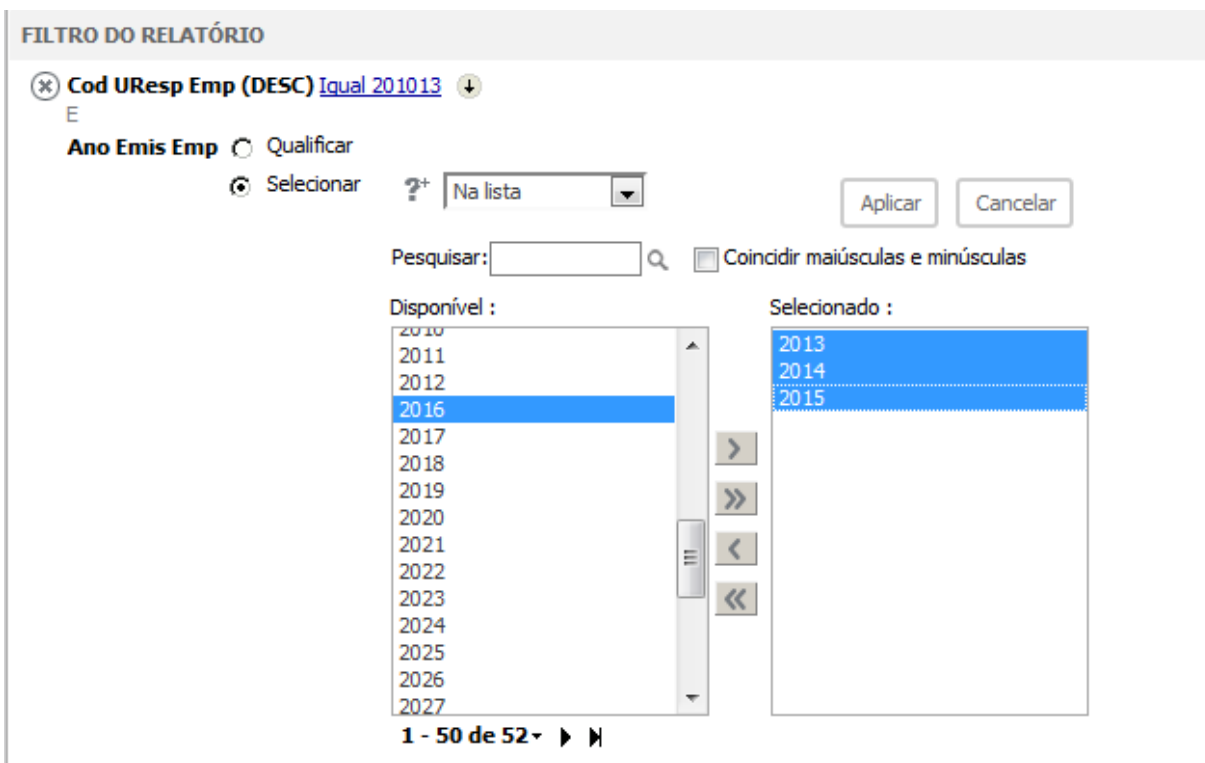 FILTRO DO RELATÓRIO
Cod UResp Emp (DESC) Igual 201013
E
Ano Emis Emp Qualificar
Selecionar ?+ Na lista Aplicar Cancelar
Pesquisar: Coincidir maiúsculas e minúsculas
Disponível : Selecionado :
2010
2011 2013
2012 2014
2016 2015
2017
2018
2019
2020
2021
2022
2023
2024
2025
2026
2027
1 - 50 de 52